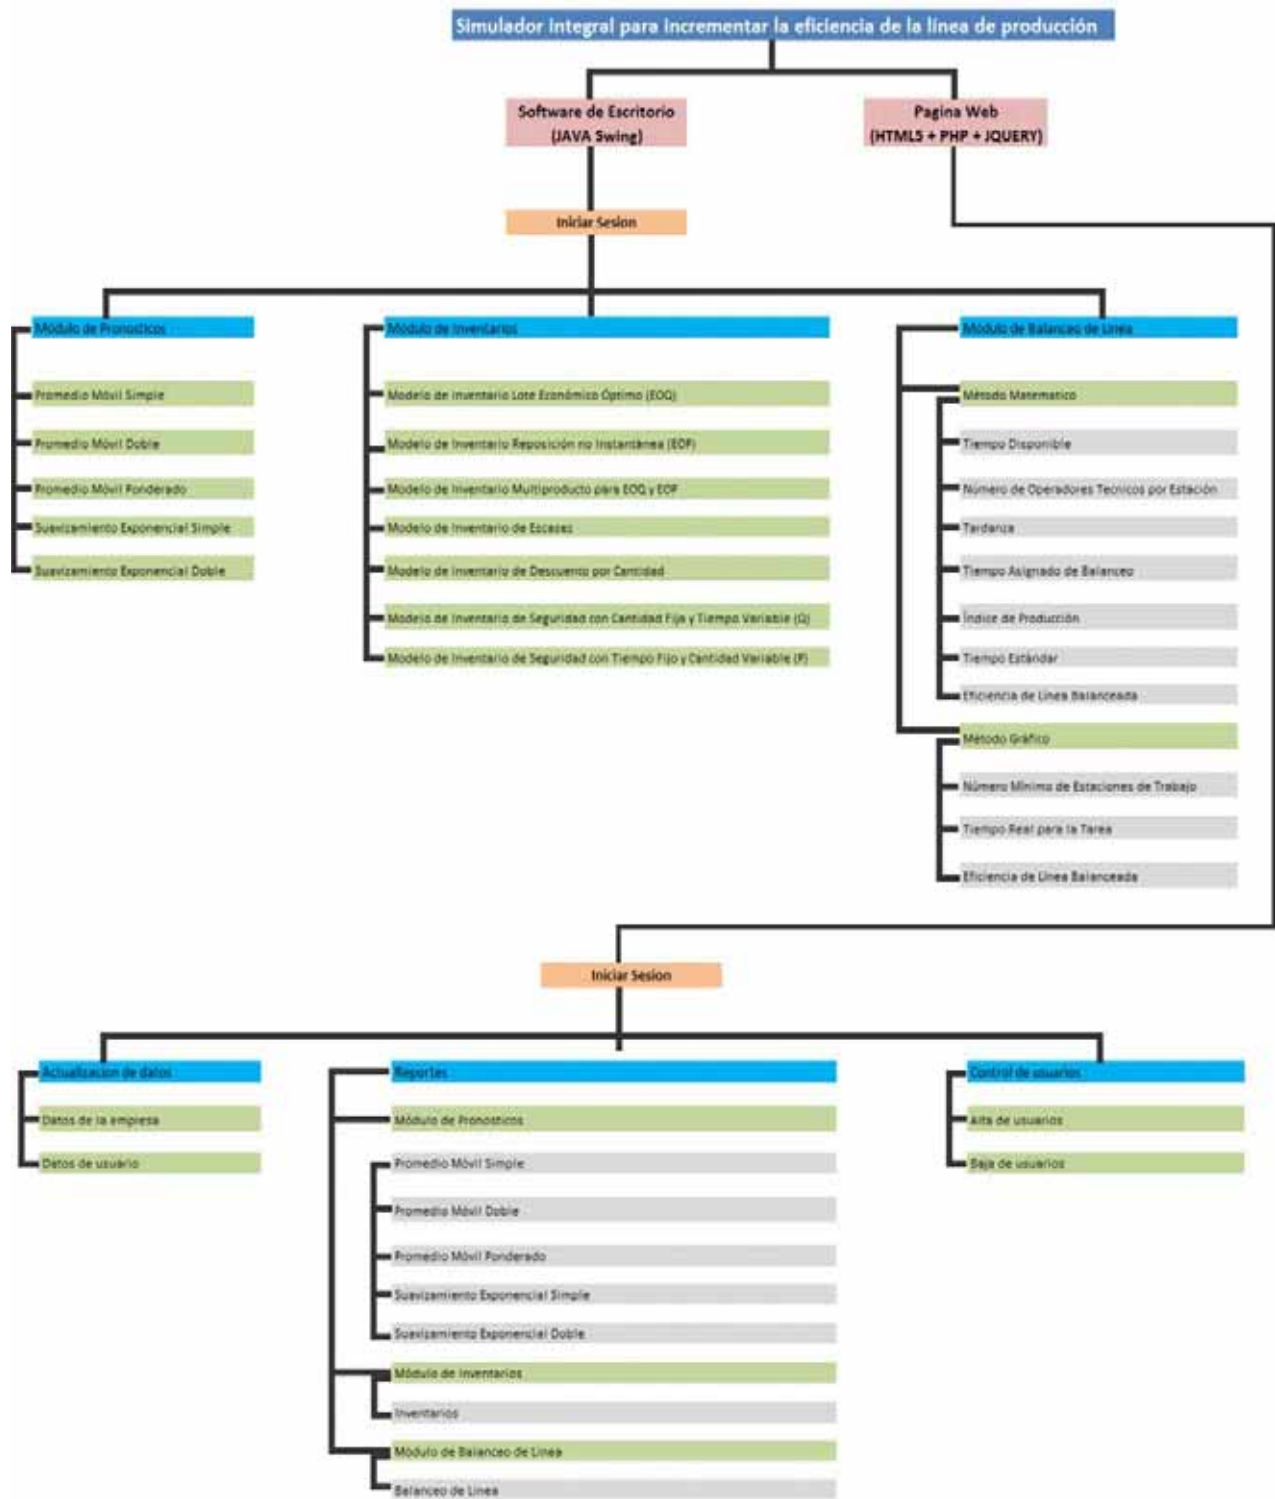 Simulador integral para incrementar la eficiencia de la línea de producción
Software de Escritorio
(JAVA Swing)
Pagina Web
(HTML5 + PHP + JQUERY)
Iniciar Sesion
Módulo de Pronosticos
Promedio Móvil Simple
Promedio Móvil Doble
Promedio Móvil Ponderado
Suavizamiento Exponencial Simple
Suavizamiento Exponencial Doble
Módulo de Inventarios
Modelo de Inventario Lote Económico Óptimo (EOQ)
Modelo de Inventario Reposición no Instantánea (EOP)
Modelo de Inventario Multiproducto para EOQ y EOP
Modelo de Inventario de Escases
Modelo de Inventario de Descuento por Cantidad
Modelo de Inventario de Seguridad con Cantidad Fija y Tiempo Variable (Q)
Modelo de Inventario de Seguridad con Tiempo Fijo y Cantidad Variable (P)
Módulo de Balanceo de Linea
Método Matematico
Tiempo Disponible
Número de Operadores Tecnicos por Estación
Tardanza
Tiempo Asignado de Balanceo
Índice de Producción
Tiempo Estándar
Eficiencia de Línea Balanceada
Método Gráfico
Número Mínimo de Estaciones de Trabajo
Tiempo Real para la Tarea
Eficiencia de Línea Balanceada
Iniciar Sesion
Actualizacion de datos
Datos de la empresa
Datos de usuario
Reportes
Módulo de Pronosticos
Promedio Móvil Simple
Promedio Móvil Doble
Promedio Móvil Ponderado
Suavizamiento Exponencial Simple
Suavizamiento Exponencial Doble
Módulo de Inventarios
Inventarios
Módulo de Balanceo de Linea
Balanceo de Linea
Control de usuarios
Alta de usuarios
Baja de usuarios